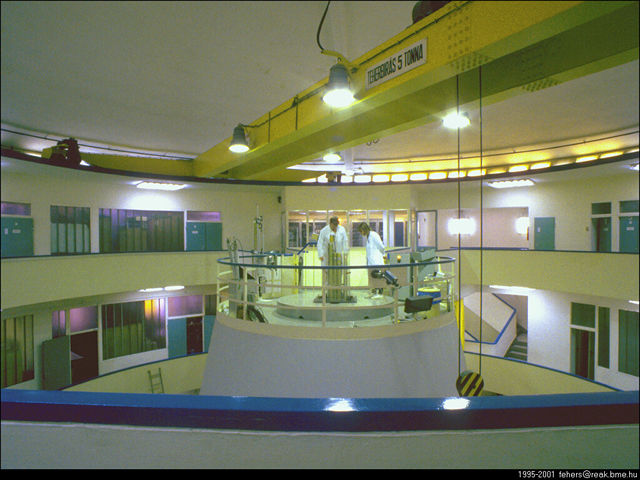 TEHERBÍRÁS 5 TONNA
1995-2001 fehers@reak.bme.hu